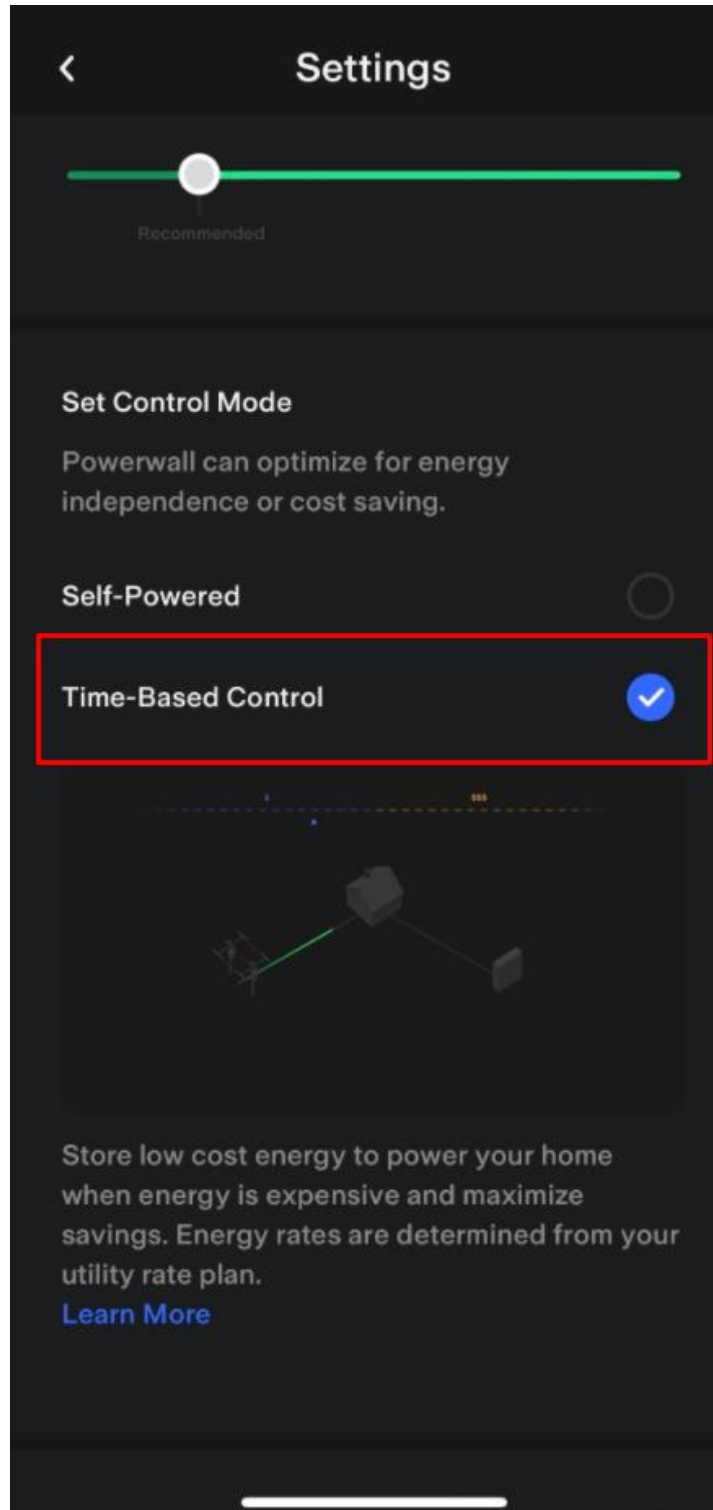 Settings
Recommended
Set Control Mode
Powerwall can optimize for energy
independence or cost saving.
Self-Powered
Time-Based Control
$ $$$
Store low cost energy to power your home
when energy is expensive and maximize
savings. Energy rates are determined from your
utility rate plan.
Learn More